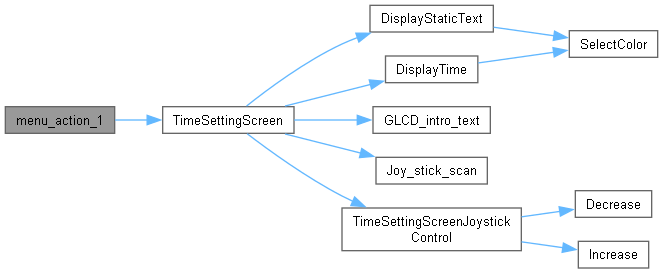 menu_action_1
TimeSettingScreen
DisplayStaticText
DisplayTime
GLCD_intro_text
Joy_stick_scan
TimeSettingScreenJoystick
Control
SelectColor
Decrease
Increase